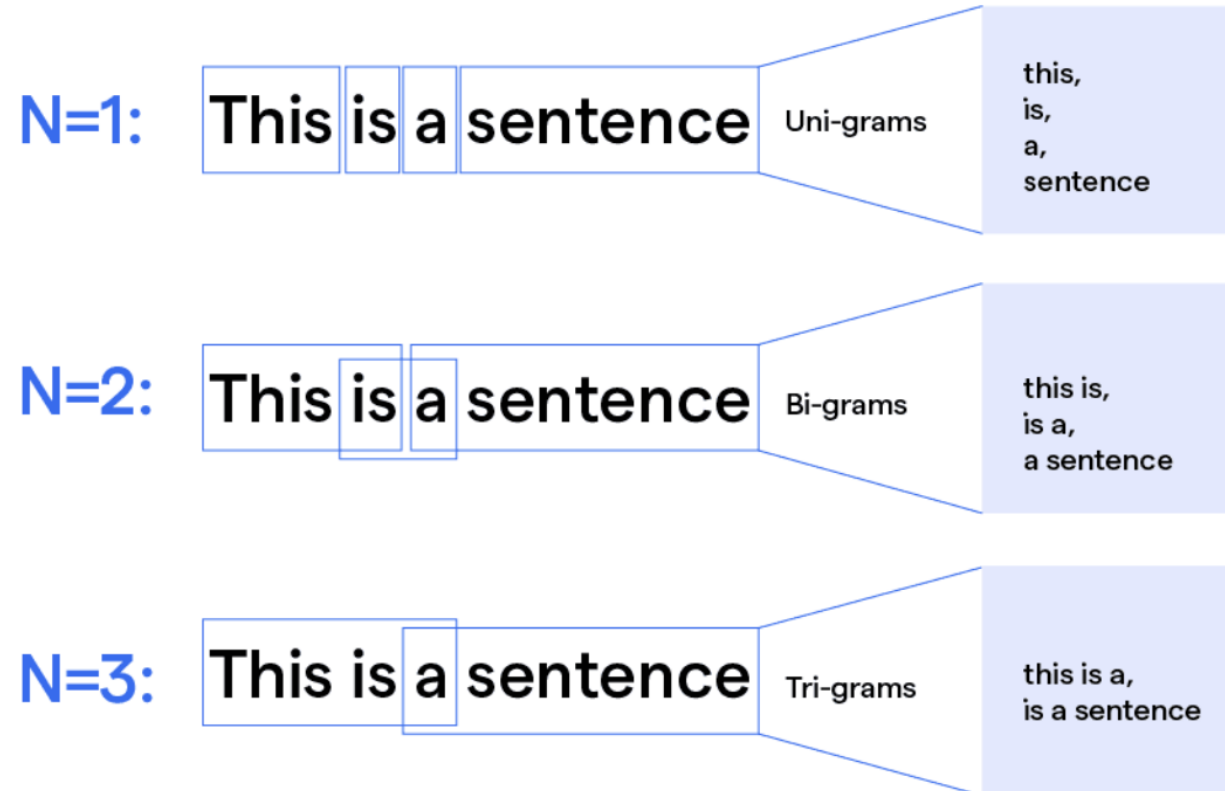 N=1:
This is a sentence
Uni-grams
this,
is,
a,
sentence
N=2:
This is a sentence
Bi-grams
this is,
is a,
a sentence
N=3:
This is a sentence
Tri-grams
this is a,
is a sentence